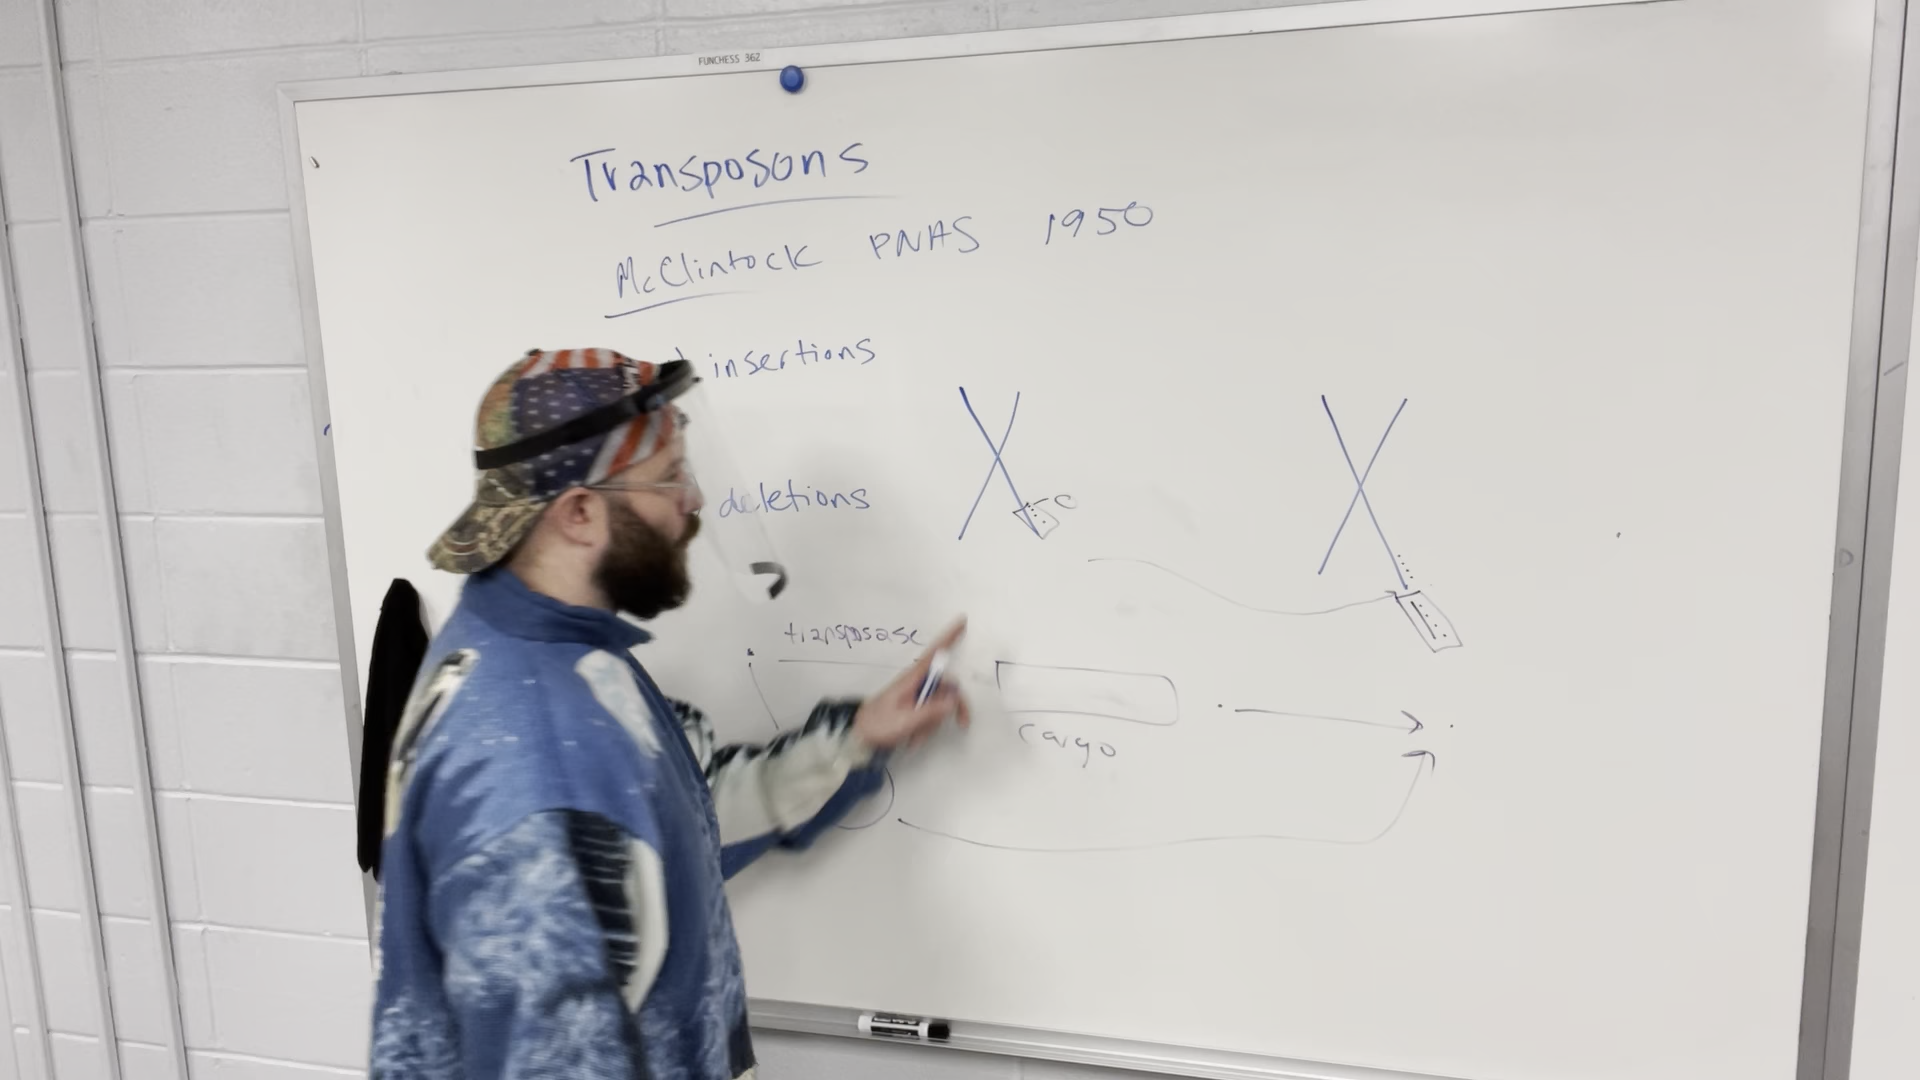 FUNCHESS 362
Transposons
McClintock PNAS 1950
insertions
deletions
transposase
cargo